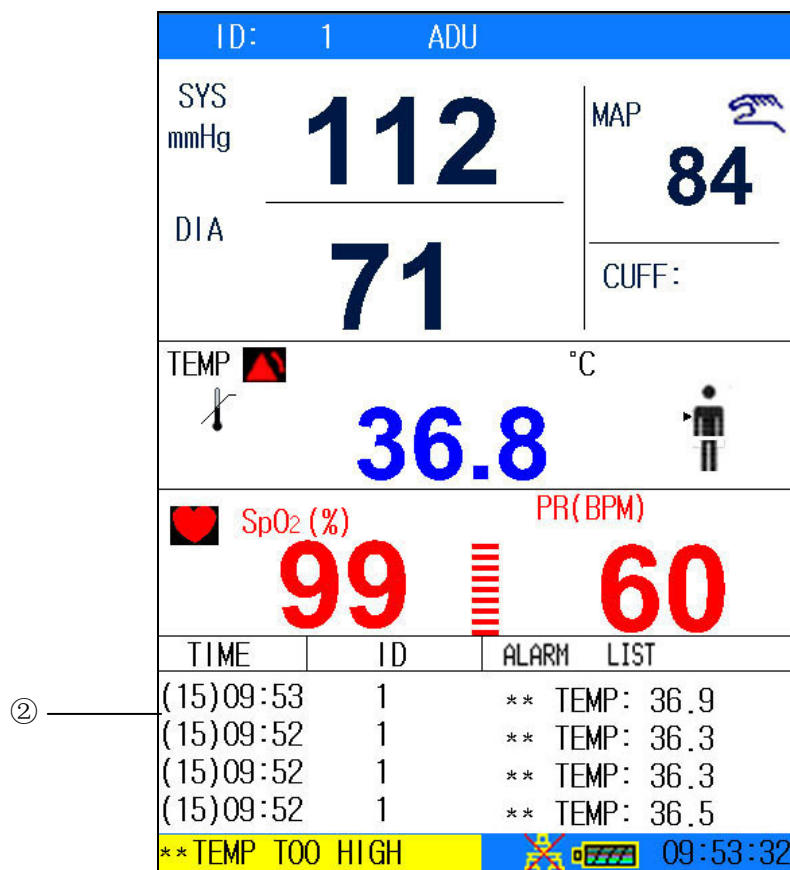 ID: 1 ADU
SYS
mmHg
112
MAP
84
DIA
71
CUFF:
TEMP °C
36.8
SpO2 (%) PR(BPM)
99 60
TIME ID ALARM LIST
(15)09:53 1 ** TEMP: 36.9
② (15)09:52 1 ** TEMP: 36.3
(15)09:52 1 ** TEMP: 36.3
(15)09:52 1 ** TEMP: 36.5
**TEMP TOO HIGH 09:53:32